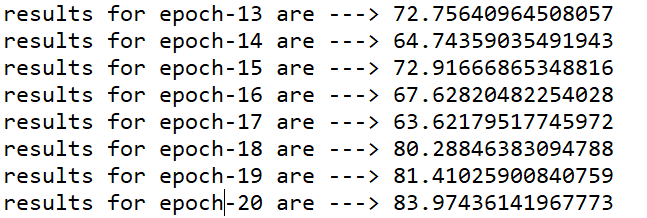 results for epoch-13 are ---> 72.75640964508057
results for epoch-14 are ---> 64.74359035491943
results for epoch-15 are ---> 72.91666865348816
results for epoch-16 are ---> 67.62820482254028
results for epoch-17 are ---> 63.62179517745972
results for epoch-18 are ---> 80.28846383094788
results for epoch-19 are ---> 81.41025900840759
results for epoch-20 are ---> 83.97436141967773